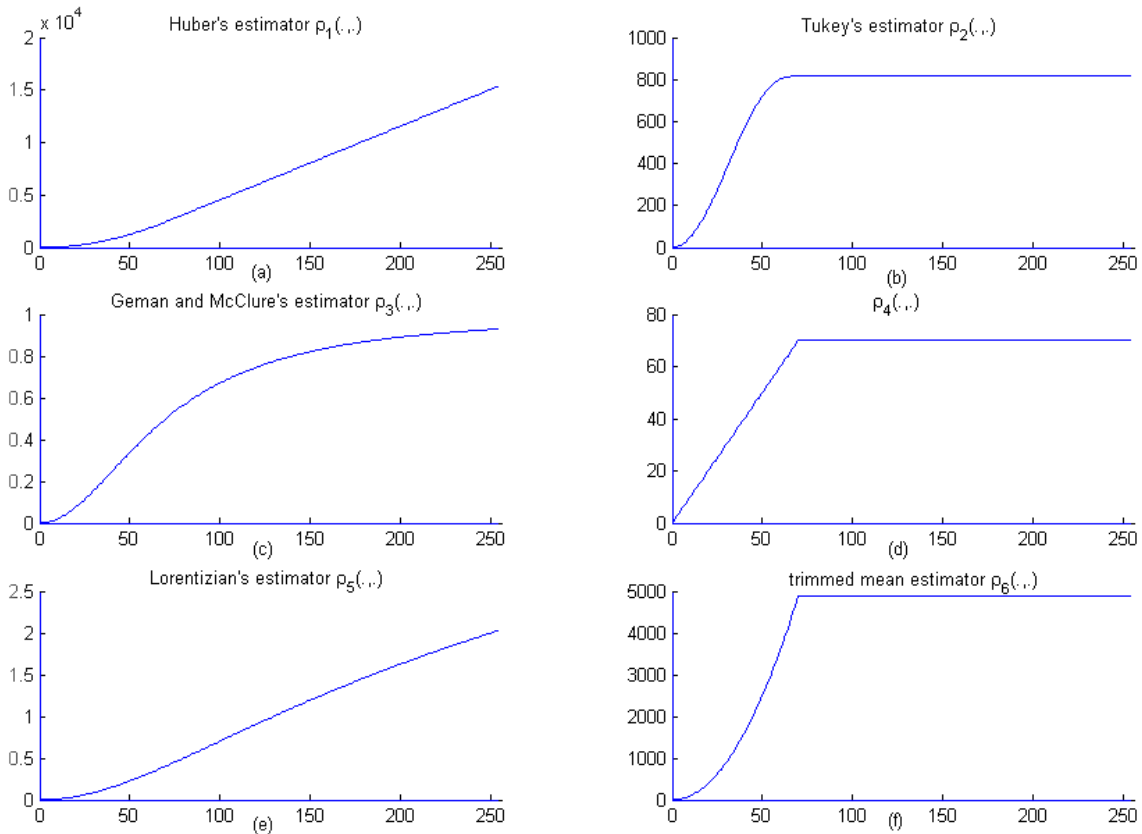 Huber's estimator ρ1(.,.)
x 10^4
2
1.5
1
0.5
0
0 50 100 150 200 250
(a)
Tukey's estimator ρ2(.,.)
1000
800
600
400
200
0
0 50 100 150 200 250
(b)
Geman and McClure's estimator ρ3(.,.)
1
0.8
0.6
0.4
0.2
0
0 50 100 150 200 250
(c)
ρ4(.,.)
80
60
40
20
0
0 50 100 150 200 250
(d)
Lorentizian's estimator ρ5(.,.)
2.5
2
1.5
1
0.5
0
0 50 100 150 200 250
(e)
trimmed mean estimator ρ6(.,.)
5000
4000
3000
2000
1000
0
0 50 100 150 200 250
(f)